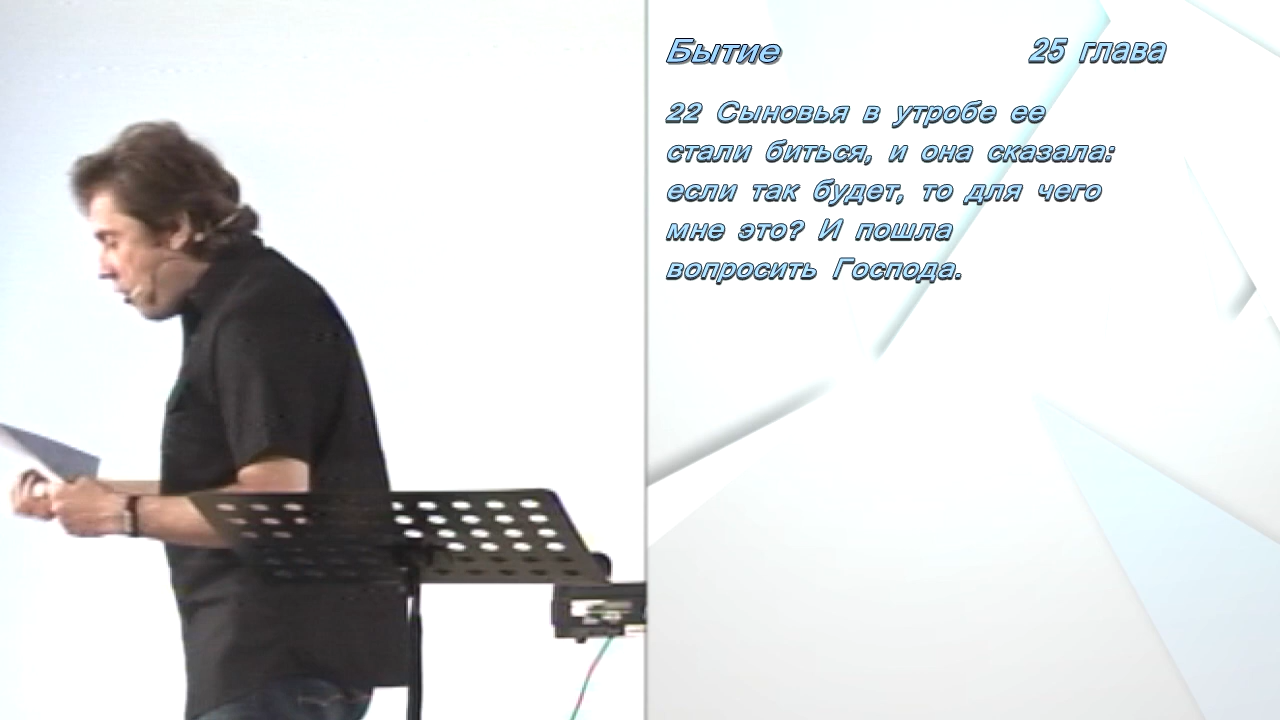 Бытие 25 глава
22 Сыновья в утробе ее
стали биться, и она сказала:
если так будет, то для чего
мне это? И пошла
вопросить Господа.